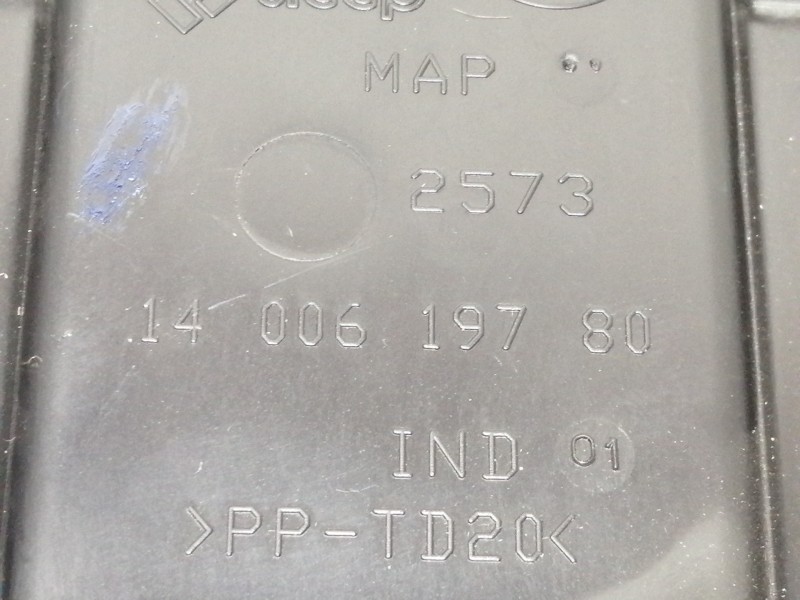 MAP
2573
14 006 197 80
IND 01
>PP-TD20<